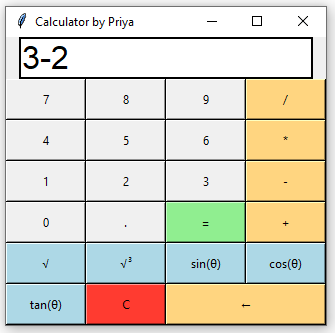 Calculator by Priya
3-2
7 8 9 /
4 5 6 *
1 2 3 -
0 . = +
√ √³ sin(θ) cos(θ)
tan(θ) C ←